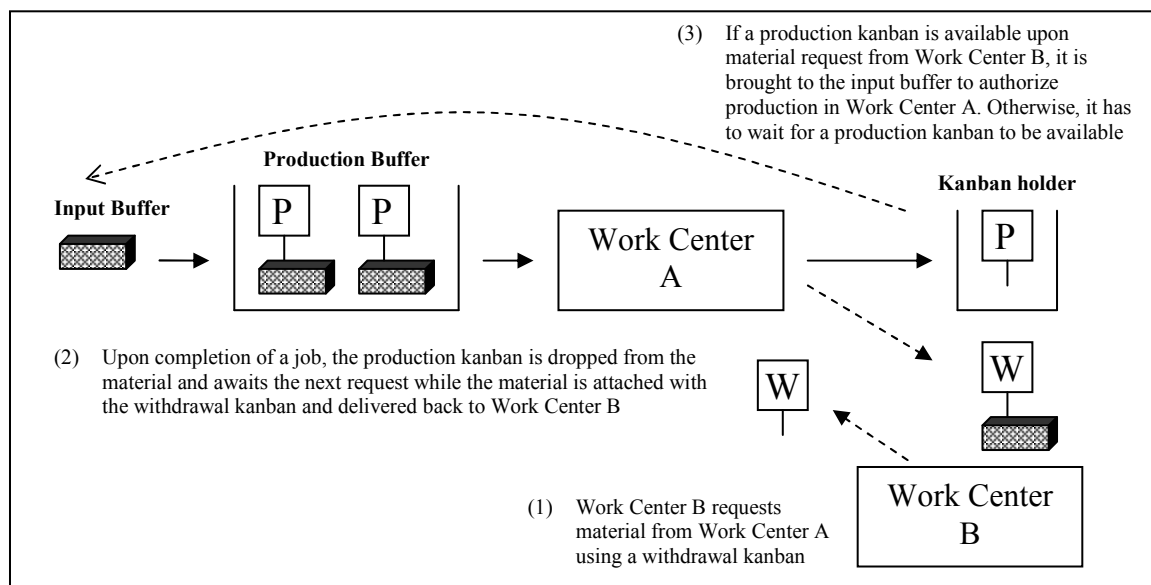 (3) If a production kanban is available upon
material request from Work Center B, it is
brought to the input buffer to authorize
production in Work Center A. Otherwise, it has
to wait for a production kanban to be available
Production Buffer
Kanban holder
Input Buffer
P
P
Work Center
A
P
(2) Upon completion of a job, the production kanban is dropped from the
material and awaits the next request while the material is attached with
the withdrawal kanban and delivered back to Work Center B
W
W
(1) Work Center B requests
material from Work Center A
using a withdrawal kanban
Work Center
B